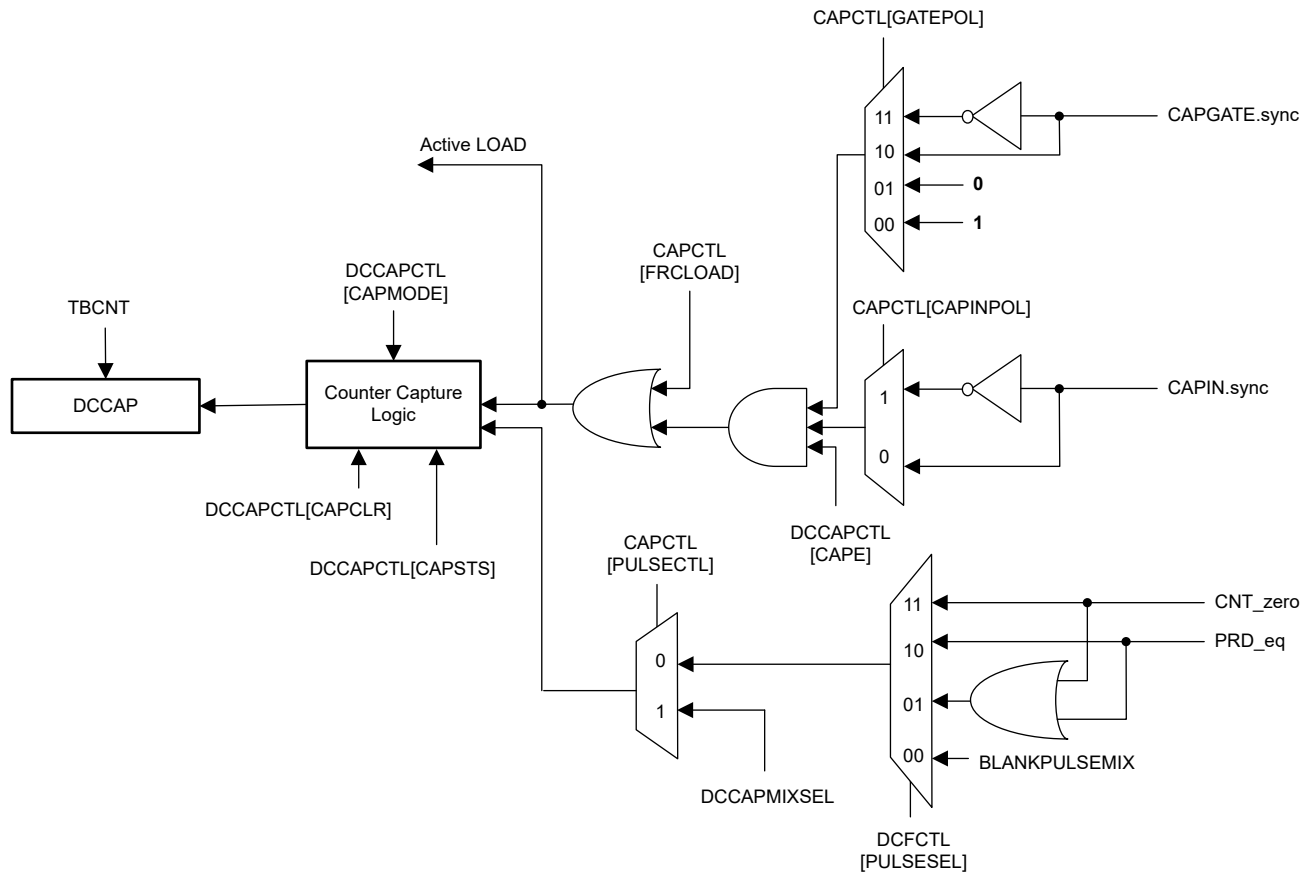 CAPCTL[GATEPOL]
11
CAPGATE.sync
10
01
0
00
1
Active LOAD
CAPCTL
[FRCLOAD]
DCCAPCTL
[CAPMODE]
TBCNT
CAPCTL[CAPINPOL]
1
CAPIN.sync
0
DCCAP
Counter Capture
Logic
DCCAPCTL[CAPCLR]
DCCAPCTL[CAPSTS]
DCCAPCTL
[CAPE]
CAPCTL
[PULSECTL]
0
1
DCCAPMIXSEL
11
CNT_zero
10
PRD_eq
01
00
BLANKPULSEMIX
DCFCTL
[PULSESEL]